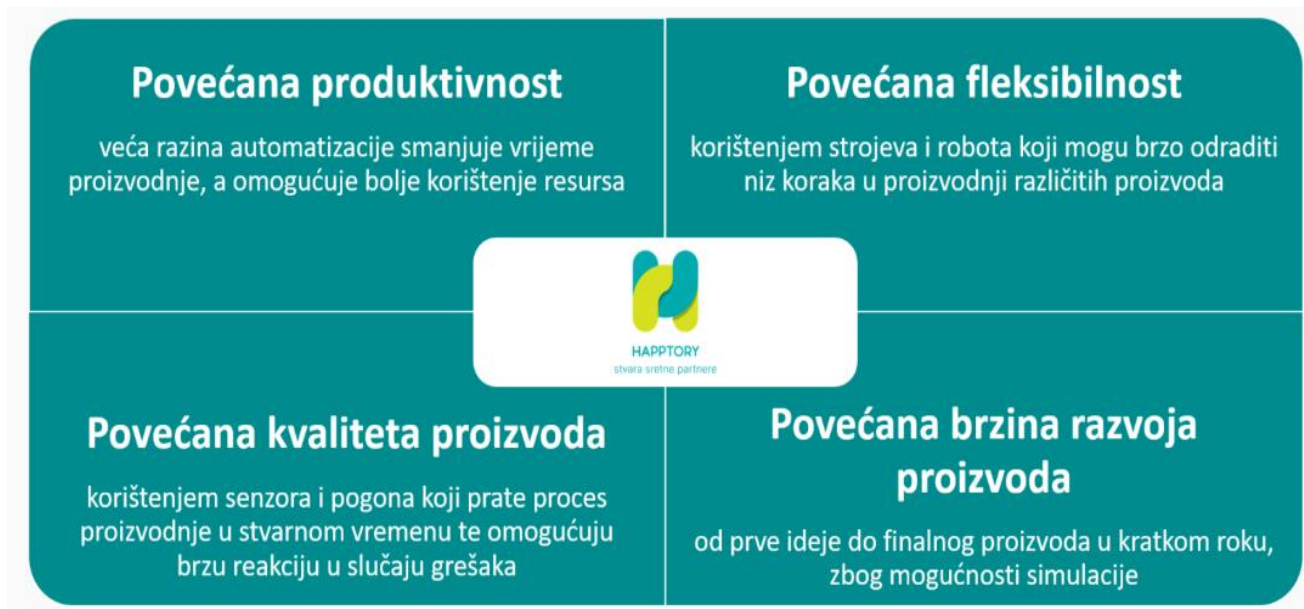 Povećana produktivnost
veća razina automatizacije smanjuje vrijeme
proizvodnje, a omogućuje bolje korištenje resursa
Povećana fleksibilnost
korištenjem strojeva i robota koji mogu brzo odraditi
niz koraka u proizvodnji različitih proizvoda
HAPPTORY
stvara sretne partnere
Povećana kvaliteta proizvoda
korištenjem senzora i pogona koji prate proces
proizvodnje u stvarnom vremenu te omogućuju
brzu reakciju u slučaju grešaka
Povećana brzina razvoja
proizvoda
od prve ideje do finalnog proizvoda u kratkom roku,
zbog mogućnosti simulacije